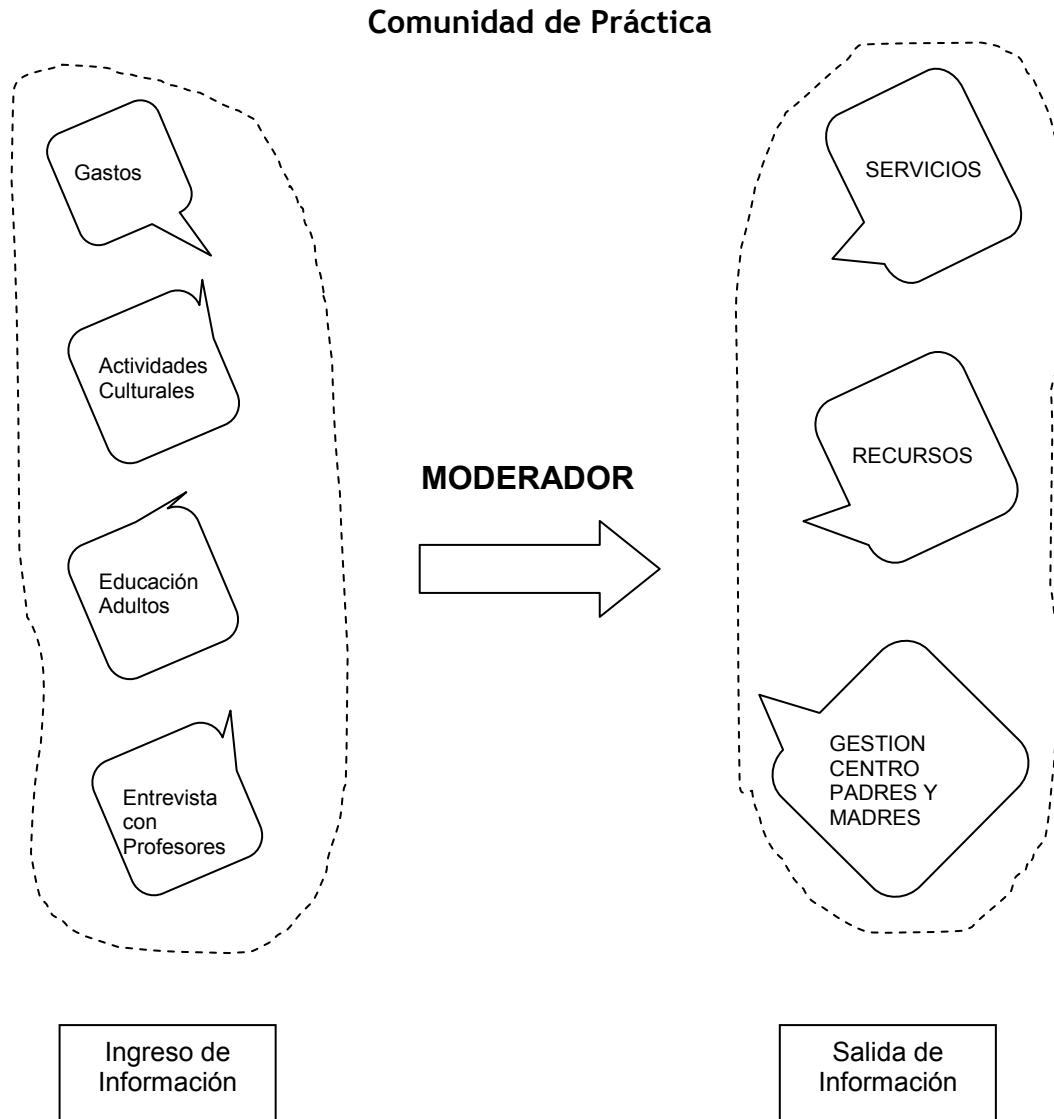 Comunidad de Práctica
Gastos
Actividades
Culturales
Educación
Adultos
Entrevista
con
Profesores
MODERADOR
SERVICIOS
RECURSOS
GESTION
CENTRO
PADRES Y
MADRES
Ingreso de
Información
Salida de
Información